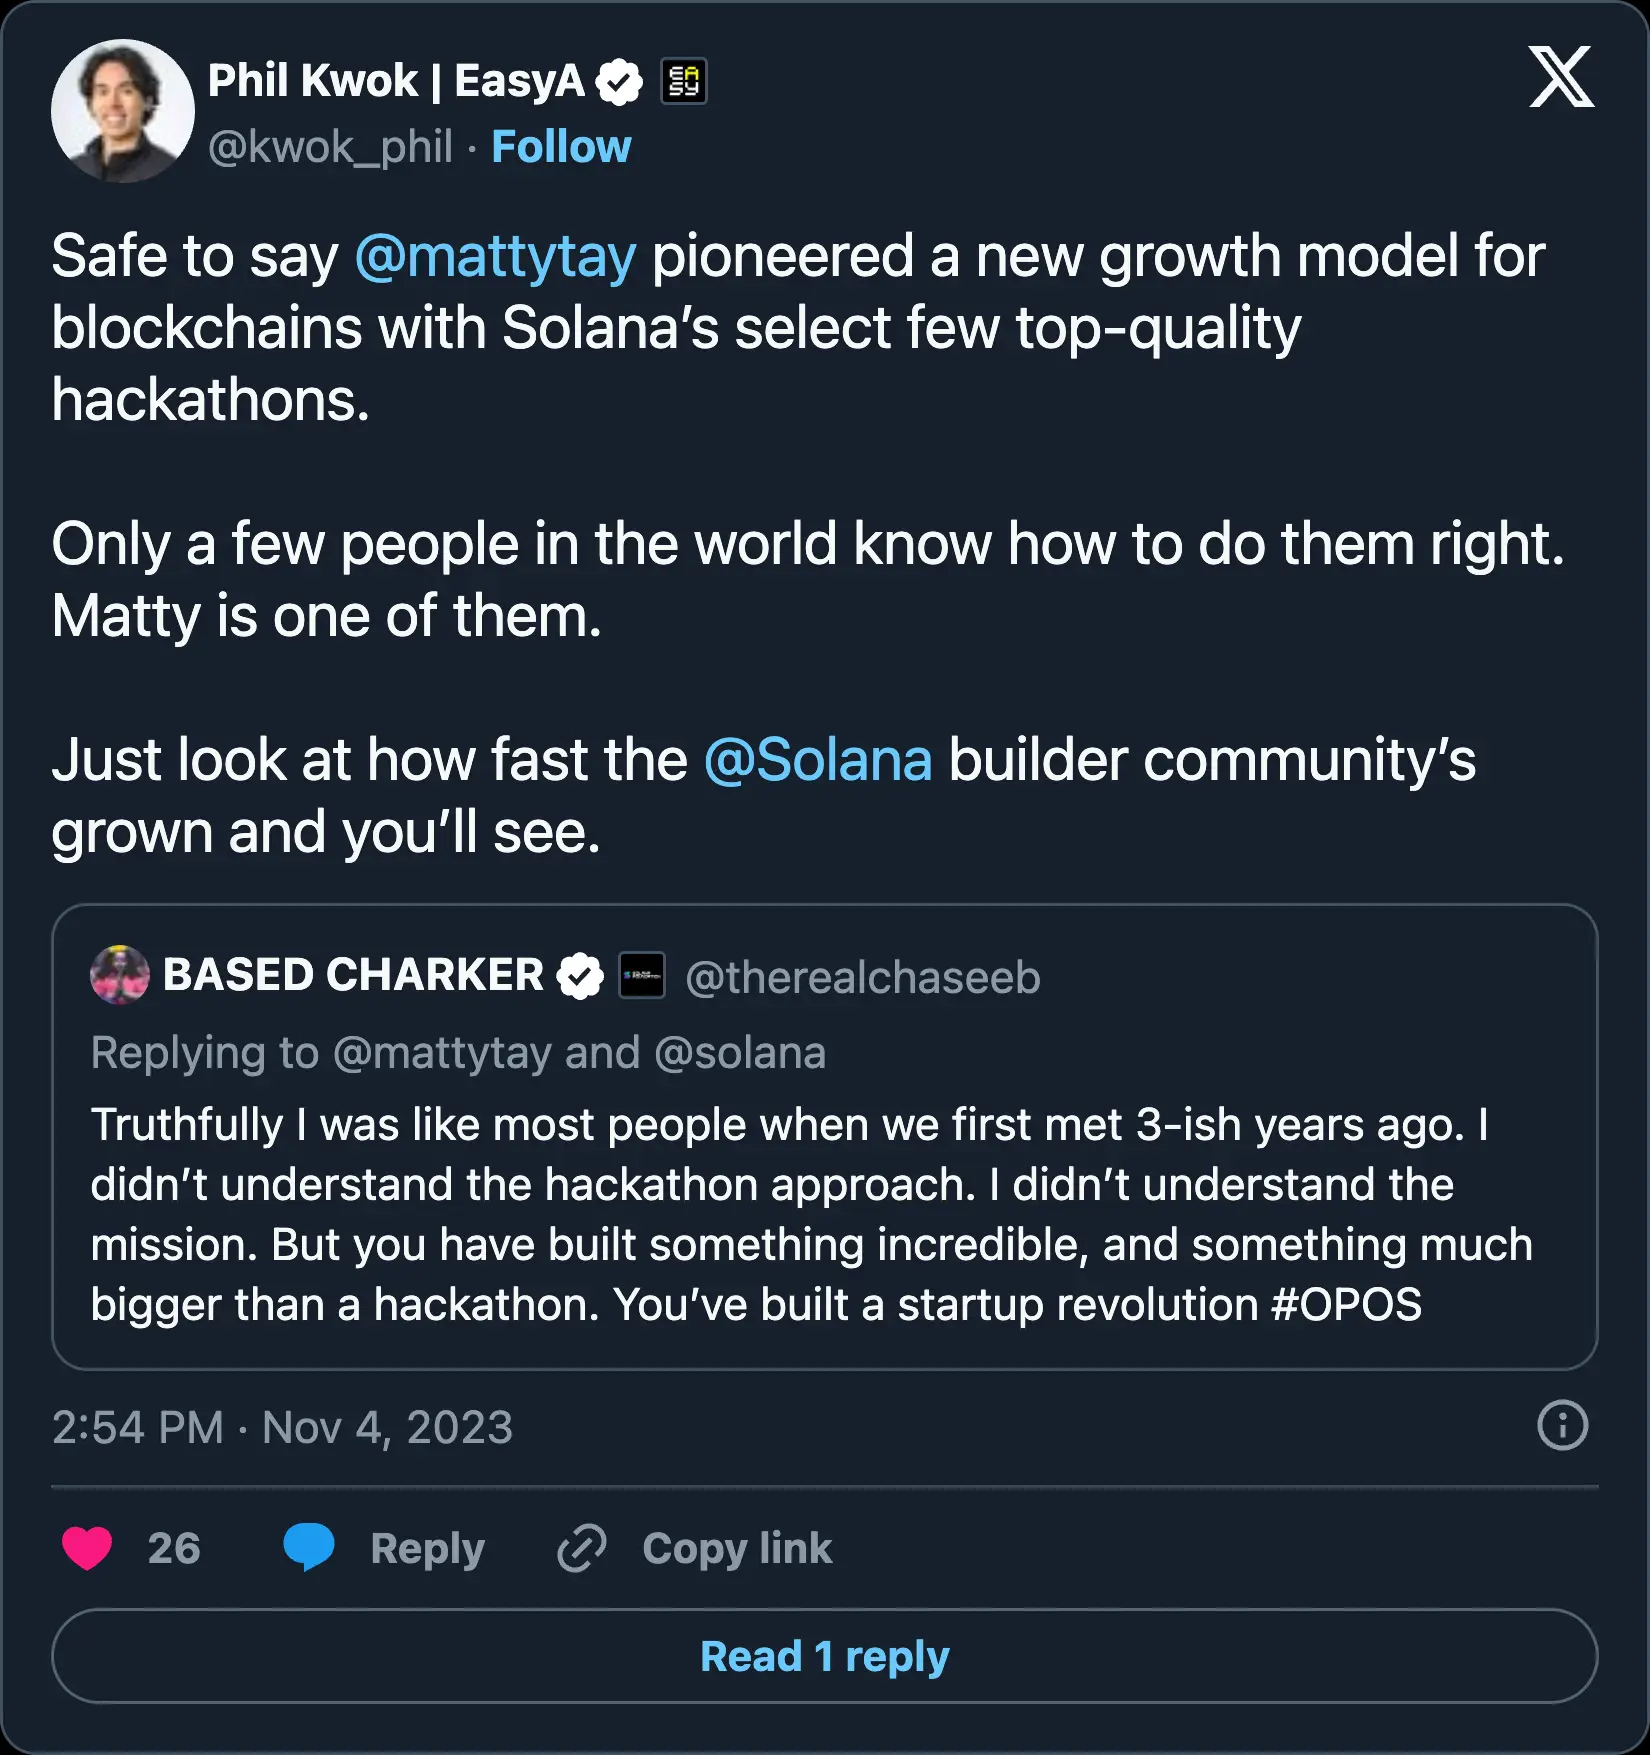 Phil Kwok | EasyA
EASY
@kwok_phil · Follow
Safe to say @mattytay pioneered a new growth model for
blockchains with Solana’s select few top-quality
hackathons.
Only a few people in the world know how to do them right.
Matty is one of them.
Just look at how fast the @Solana builder community’s
grown and you’ll see.
BASED CHARKER @therealchaseeb
Replying to @mattytay and @solana
Truthfully I was like most people when we first met 3-ish years ago. I
didn’t understand the hackathon approach. I didn’t understand the
mission. But you have built something incredible, and something much
bigger than a hackathon. You’ve built a startup revolution #OPOS
2:54 PM · Nov 4, 2023
26 Reply Copy link
Read 1 reply